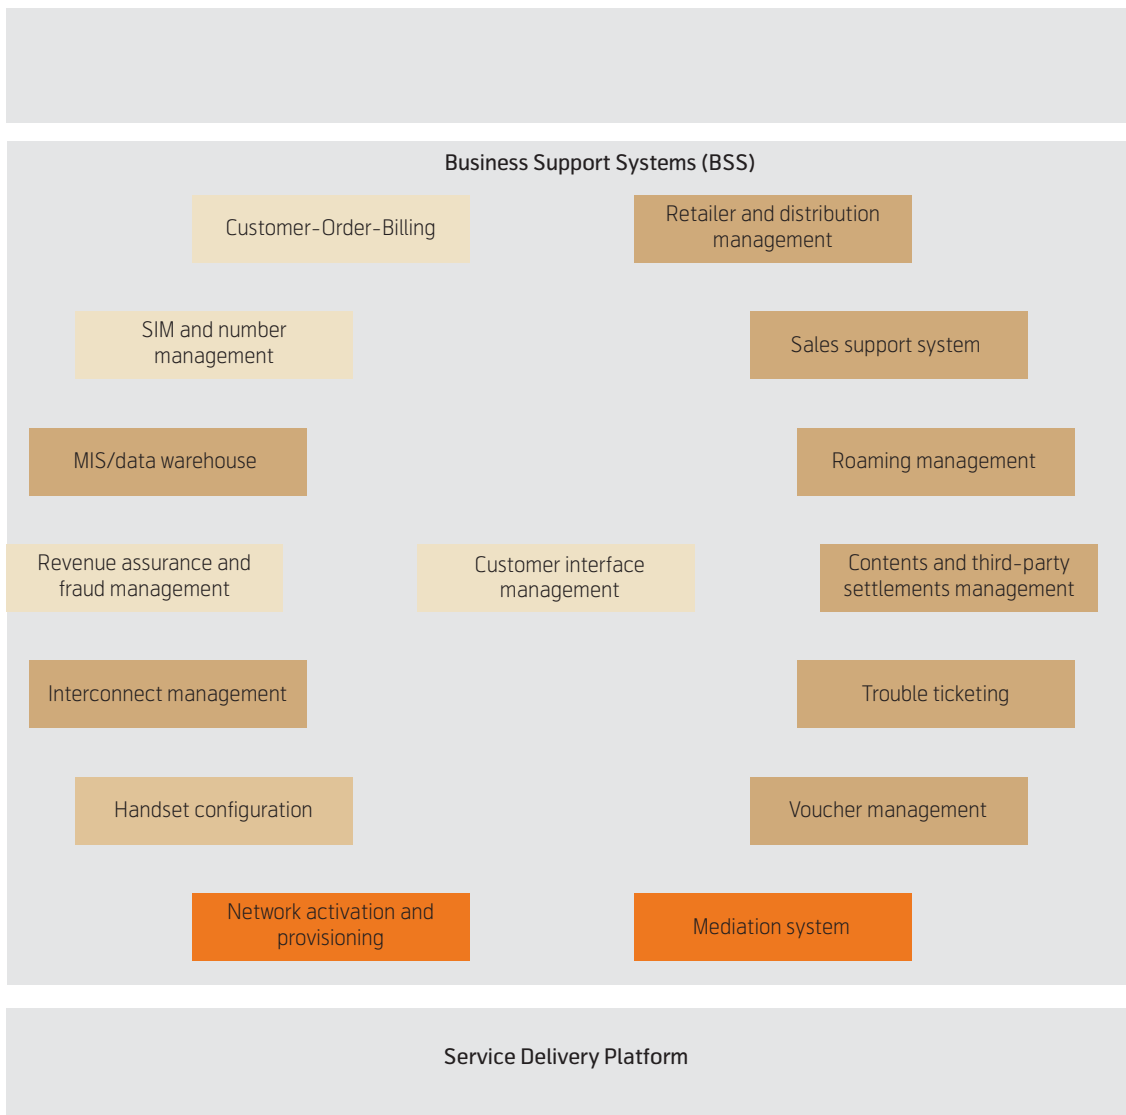 Business Support Systems (BSS)
Customer-Order-Billing
Retailer and distribution
management
SIM and number
management
Sales support system
MIS/data warehouse
Roaming management
Revenue assurance and
fraud management
Customer interface
management
Contents and third-party
settlements management
Interconnect management
Trouble ticketing
Handset configuration
Voucher management
Network activation and
provisioning
Mediation system
Service Delivery Platform